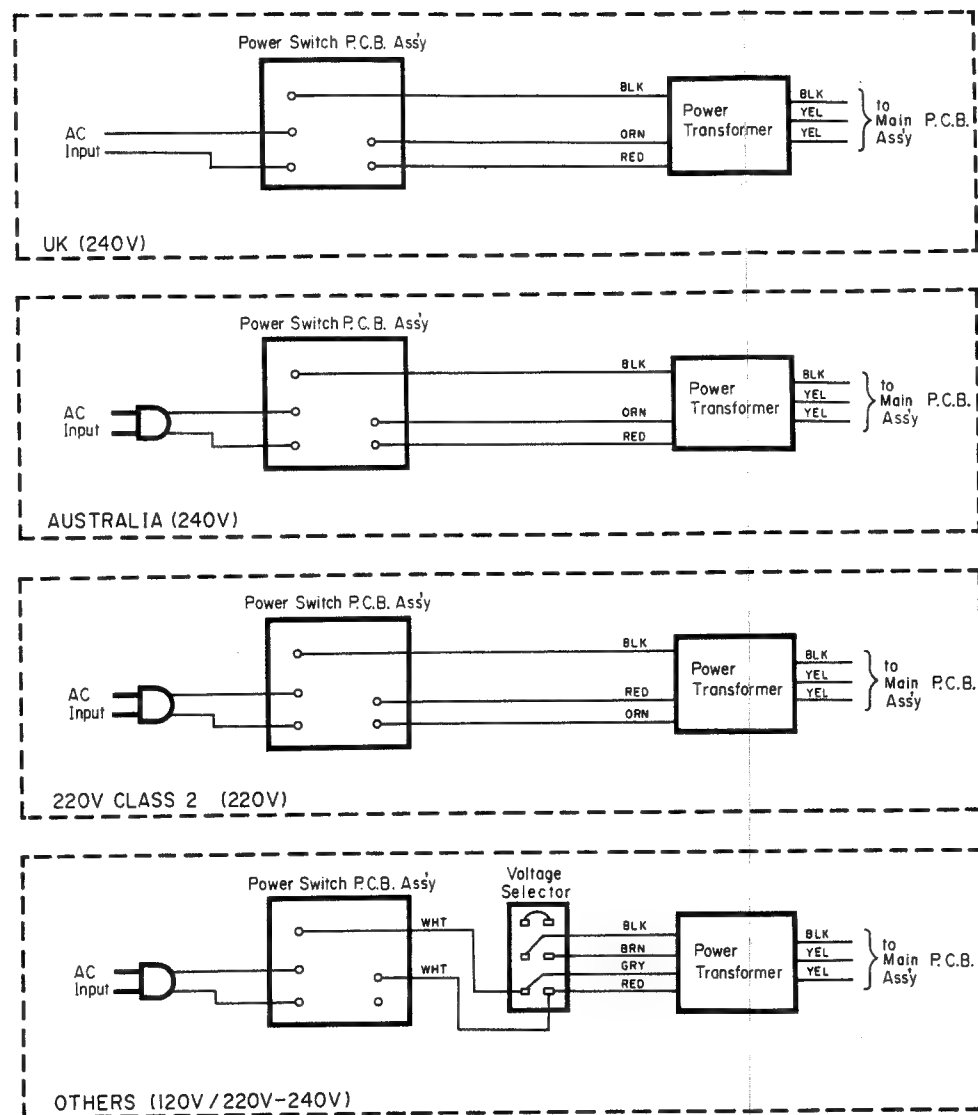 Power Switch P.C.B. Ass'y
BLK
BLK
Power
Transformer
YEL
YEL
to
Main P.C.B.
Ass'y
AC
Input
ORN
RED
UK (240V)
Power Switch P.C.B. Ass'y
BLK
BLK
Power
Transformer
YEL
YEL
to
Main P.C.B.
Ass'y
AC
Input
ORN
RED
AUSTRALIA (240V)
Power Switch P.C.B. Ass'y
BLK
BLK
Power
Transformer
YEL
YEL
to
Main P.C.B.
Ass'y
AC
Input
RED
ORN
220V CLASS 2 (220V)
Voltage
Selector
Power Switch P.C.B. Ass'y
WHT
BLK
BRN
GRY
RED
Power
Transformer
BLK
YEL
YEL
to
Main P.C.B.
Ass'y
AC
Input
WHT
OTHERS (120V/220V-240V)